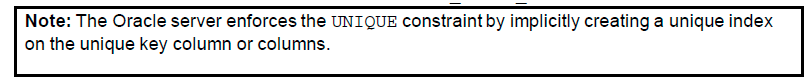 Note: The Oracle server enforces the UNIQUE constraint by implicitly creating a unique index
on the unique key column or columns.